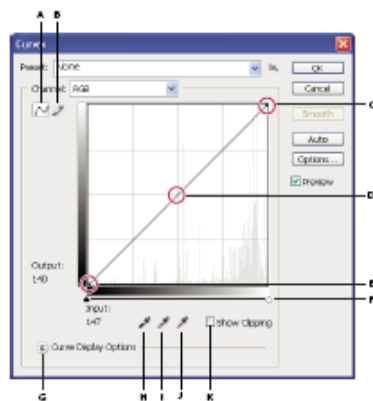 A B
Curves
Preset: None OK
Channel: RGB Cancel
C
Smooth
Auto
Options...
Preview
D
Output:
140
E
F
Input:
147
Show Clipping
Curve Display Options
G H I J K